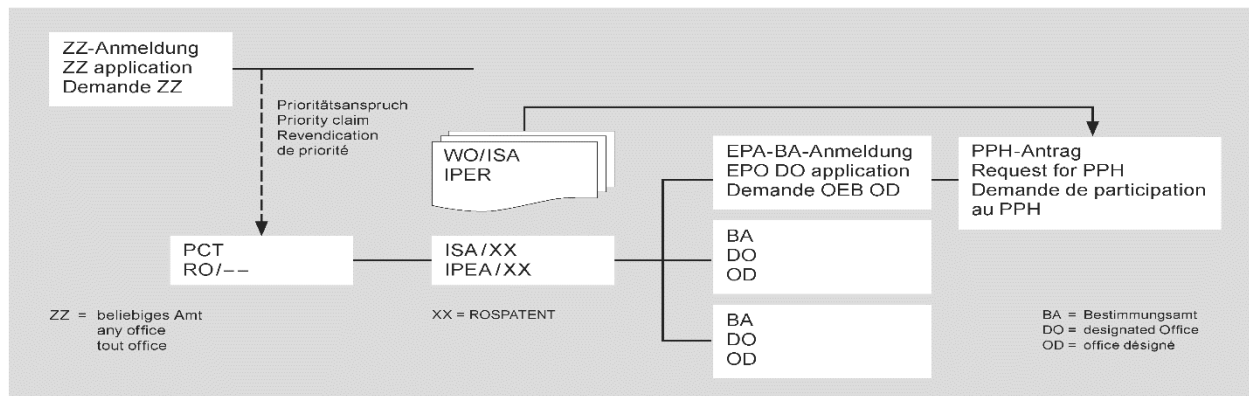 ZZ-Anmeldung
ZZ application
Demande ZZ
Prioritätsanspruch
Priority claim
Revendication
de priorité
WO/ISA
IPER
EPA-BA-Anmeldung
EPO DO application
Demande OEB OD
PPH-Antrag
Request for PPH
Demande de participation
au PPH
PCT
RO/––
ISA/XX
IPEA/XX
BA
DO
OD
BA
DO
OD
ZZ = beliebiges Amt
any office
tout office
XX = ROSPATENT
BA = Bestimmungsamt
DO = designated Office
OD = office désigné